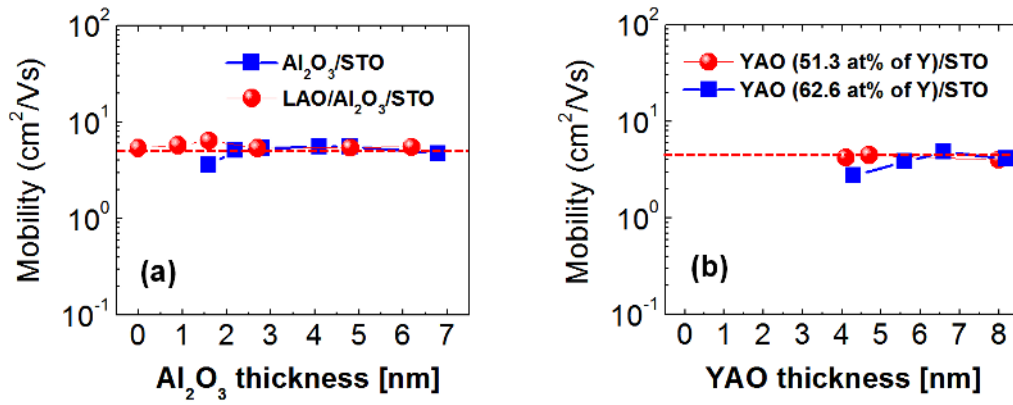 Mobility (cm²/Vs)
10²
10¹
10⁰
10⁻¹
Al₂O₃/STO
LAO/Al₂O₃/STO
(a)
0 1 2 3 4 5 6 7
Al₂O₃ thickness [nm]
Mobility (cm²/Vs)
10²
10¹
10⁰
10⁻¹
YAO (51.3 at% of Y)/STO
YAO (62.6 at% of Y)/STO
(b)
0 1 2 3 4 5 6 7 8
YAO thickness [nm]